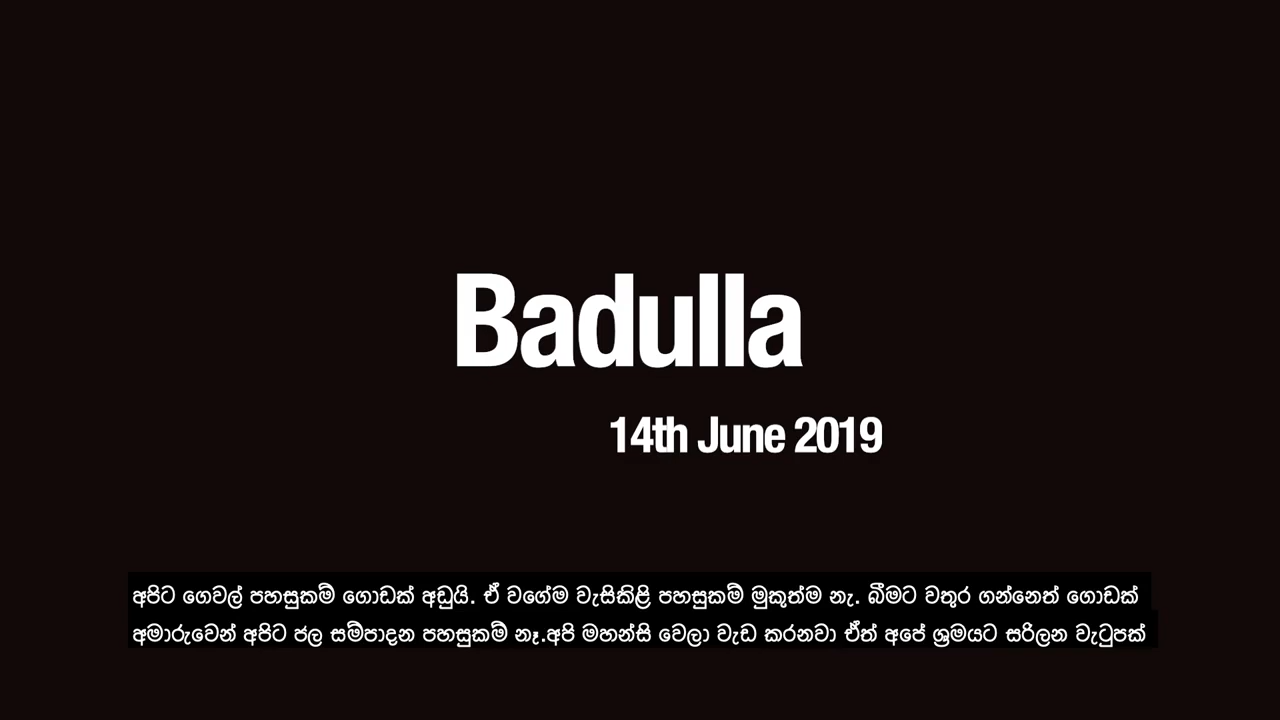 Badulla
14th June 2019
අපිට ගෙවල් පහසුකම් ගොඩක් අඩුයි. ඒ වගේම වැසිකිළි පහසුකම් මුකුත්ම නැ. බීමට වතුර ගන්නෙත් ගොඩක්
අමාරුවෙන් අපිට ජල සම්පාදන පහසුකම් නෑ.අපි මහන්සි වෙලා වැඩ කරනවා ඒත් අපේ ශ්‍රමයට සරිලන වැටුපක්